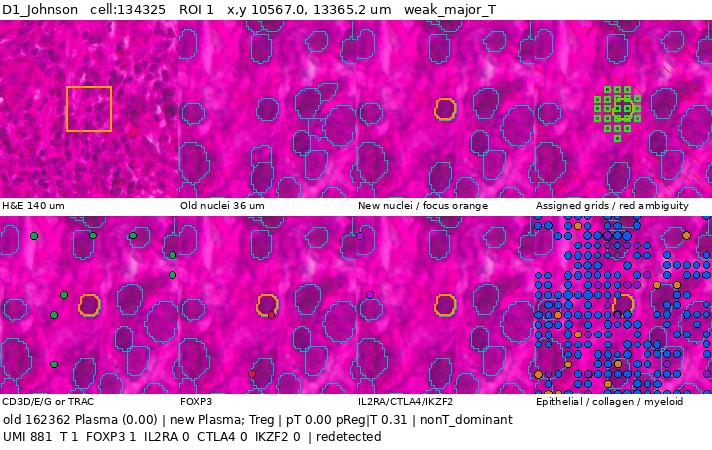 D1_Johnson cell:134325 ROI 1 x,y 10567.0, 13365.2 um weak_major_T
H&E 140 um
Old nuclei 36 um
New nuclei / focus orange
Assigned grids / red ambiguity
CD3D/E/G or TRAC
FOXP3
IL2RA/CTLA4/IKZF2
Epithelial / collagen / myeloid
old 162362 Plasma (0.00) | new Plasma; Treg | pT 0.00 pReg|T 0.31 | nonT_dominant
UMI 881 T 1 FOXP3 1 IL2RA 0 CTLA4 0 IKZF2 0 | redetected